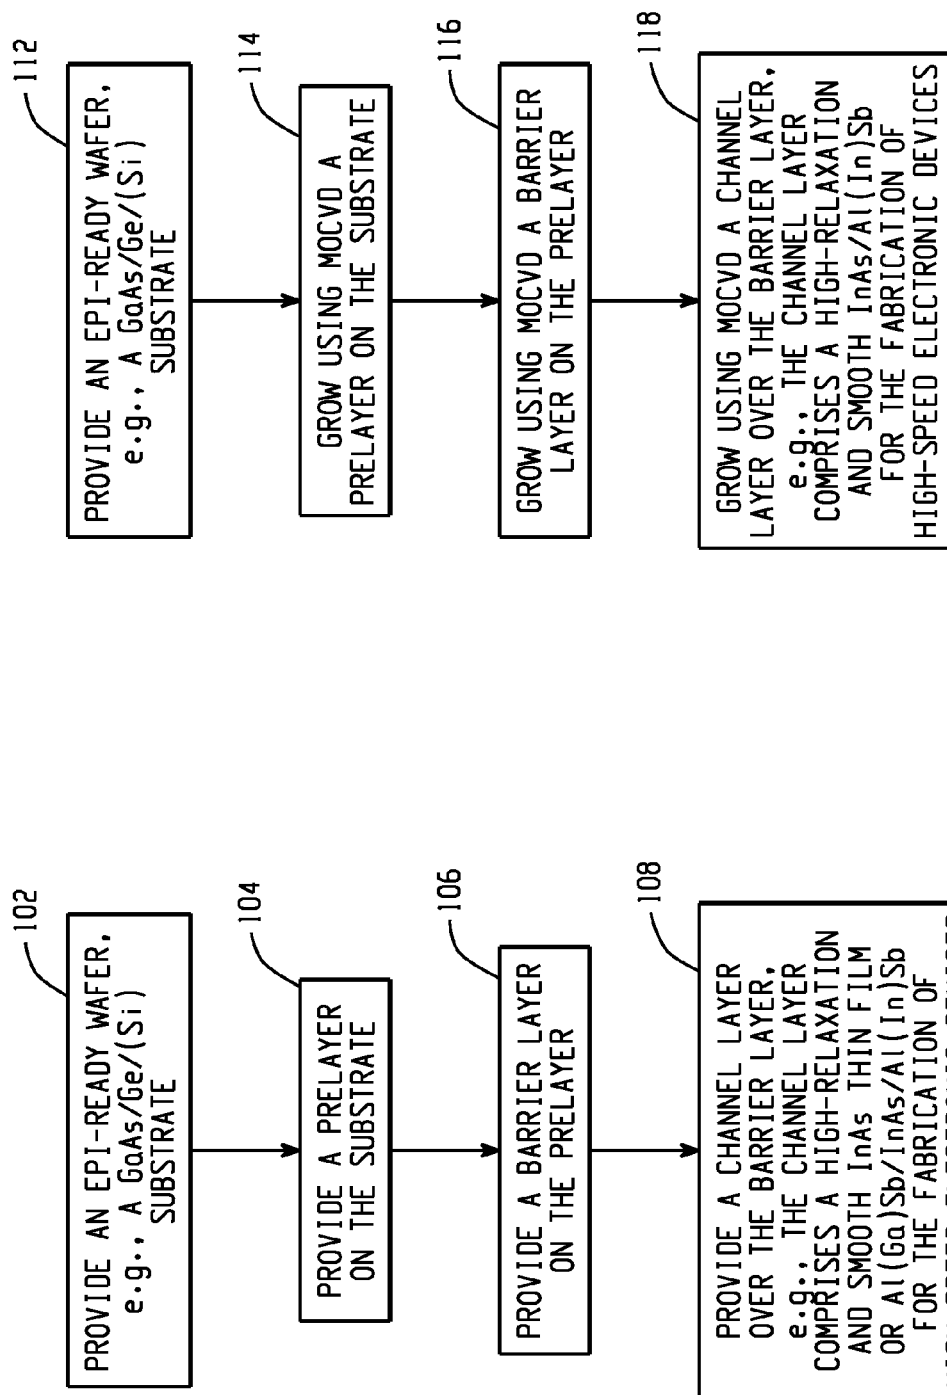 102
PROVIDE AN EPI-READY WAFER,
e.g., A GaAs/Ge/(Si)
SUBSTRATE
104
PROVIDE A PRELAYER
ON THE SUBSTRATE
106
PROVIDE A BARRIER LAYER
ON THE PRELAYER
108
PROVIDE A CHANNEL LAYER
OVER THE BARRIER LAYER,
e.g., THE CHANNEL LAYER
COMPRISES A HIGH-RELAXATION
AND SMOOTH InAs THIN FILM
OR Al(Ga)Sb/InAs/Al(In)Sb
FOR THE FABRICATION OF
112
PROVIDE AN EPI-READY WAFER,
e.g., A GaAs/Ge/(Si)
SUBSTRATE
114
GROW USING MOCVD A
PRELAYER ON THE SUBSTRATE
116
GROW USING MOCVD A BARRIER
LAYER ON THE PRELAYER
118
GROW USING MOCVD A CHANNEL
LAYER OVER THE BARRIER LAYER,
e.g., THE CHANNEL LAYER
COMPRISES A HIGH-RELAXATION
AND SMOOTH InAs/Al(In)Sb
FOR THE FABRICATION OF
HIGH-SPEED ELECTRONIC DEVICES